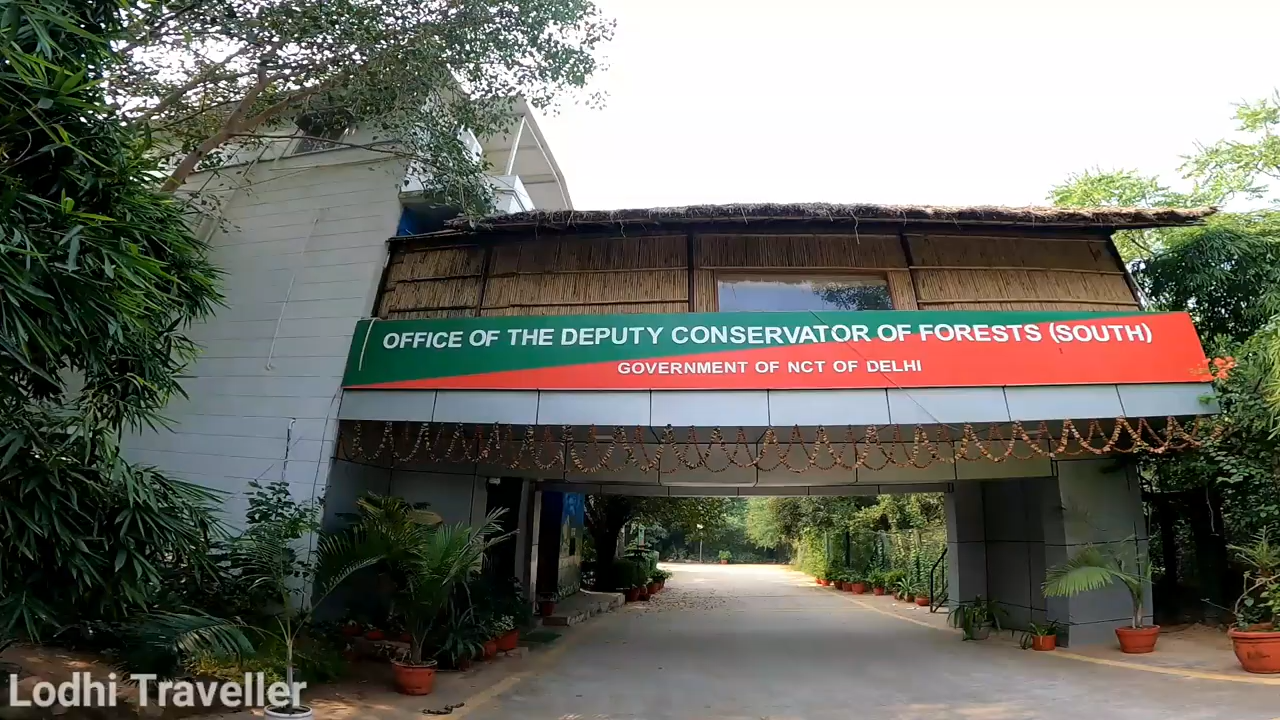 OFFICE OF THE DEPUTY CONSERVATOR OF FORESTS (SOUTH)
GOVERNMENT OF NCT OF DELHI
Lodhi Traveller